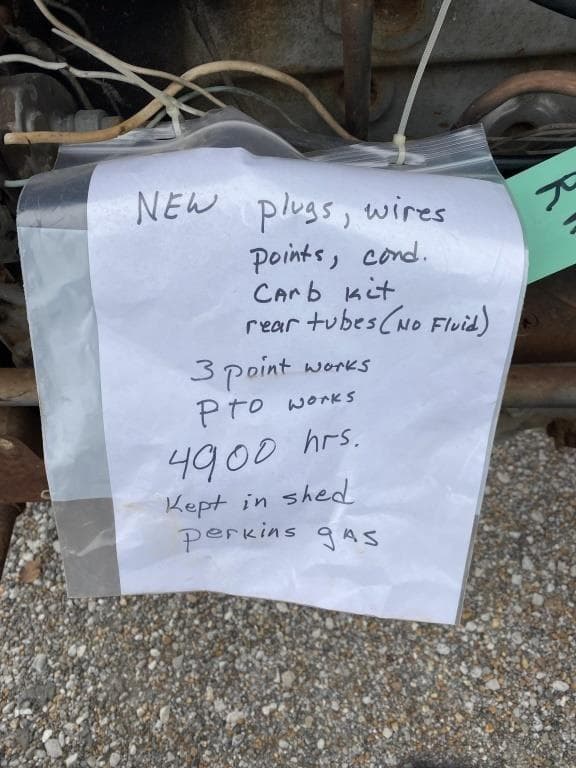 NEW plugs, wires
points, cond.
CARb kit
rear tubes (No Fluid)
3 point works
PTO works
4900 hrs.
Kept in shed
perkins gAS